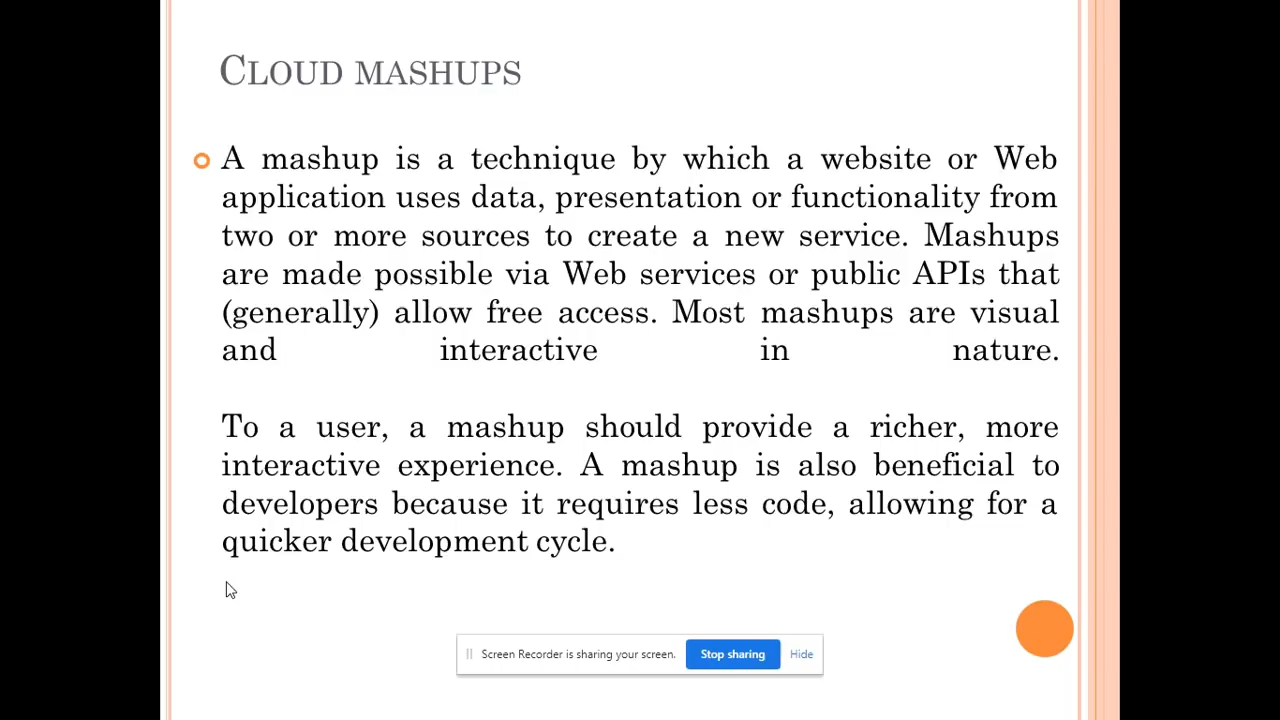 CLOUD MASHUPS
A mashup is a technique by which a website or Web
application uses data, presentation or functionality from
two or more sources to create a new service. Mashups
are made possible via Web services or public APIs that
(generally) allow free access. Most mashups are visual
and interactive in nature.
To a user, a mashup should provide a richer, more
interactive experience. A mashup is also beneficial to
developers because it requires less code, allowing for a
quicker development cycle.
Screen Recorder is sharing your screen. Stop sharing Hide